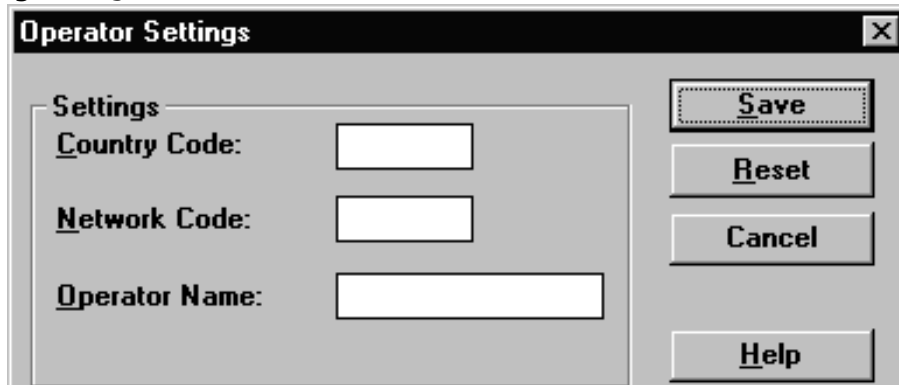 Operator Settings
Settings
Country Code:
Network Code:
Operator Name:
Save
Reset
Cancel
Help